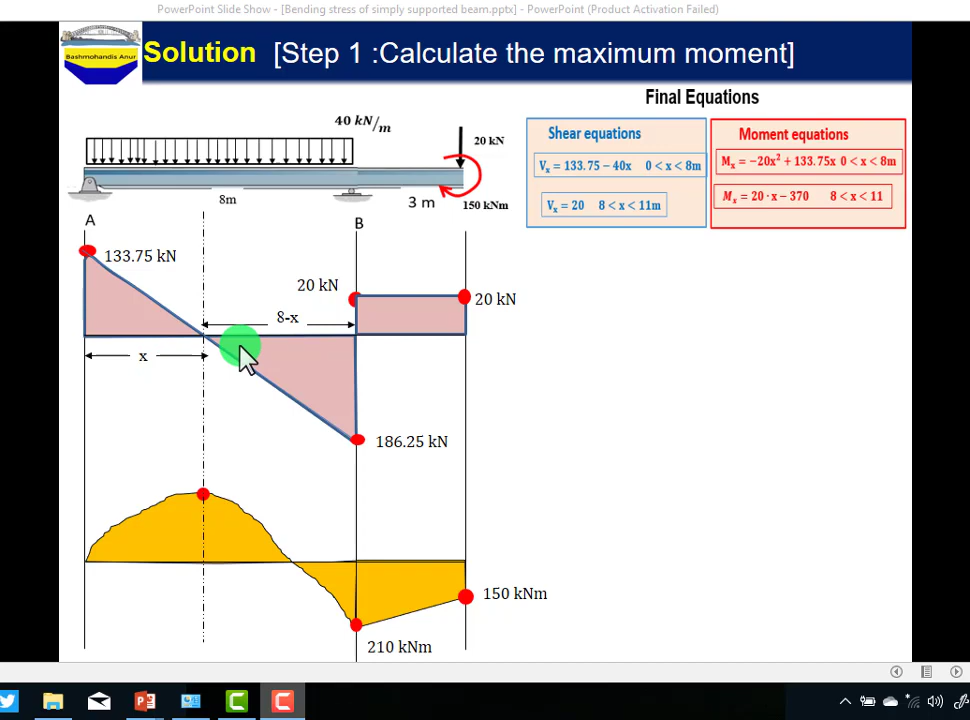 PowerPoint Slide Show - [Bending stress of simply supported beam.pptx] - PowerPoint (Product Activation Failed)
Bashmohandis Anur
Solution [Step 1 :Calculate the maximum moment]
Final Equations
40 kN/m
20 kN
150 kNm
8m
3 m
Shear equations
Vₓ = 133.75 − 40x 0 < x < 8m
Vₓ = 20 8 < x < 11m
Moment equations
Mₓ = −20x² + 133.75x 0 < x < 8m
Mₓ = 20·x − 370 8 < x < 11
A
B
133.75 kN
20 kN
20 kN
8-x
x
186.25 kN
150 kNm
210 kNm